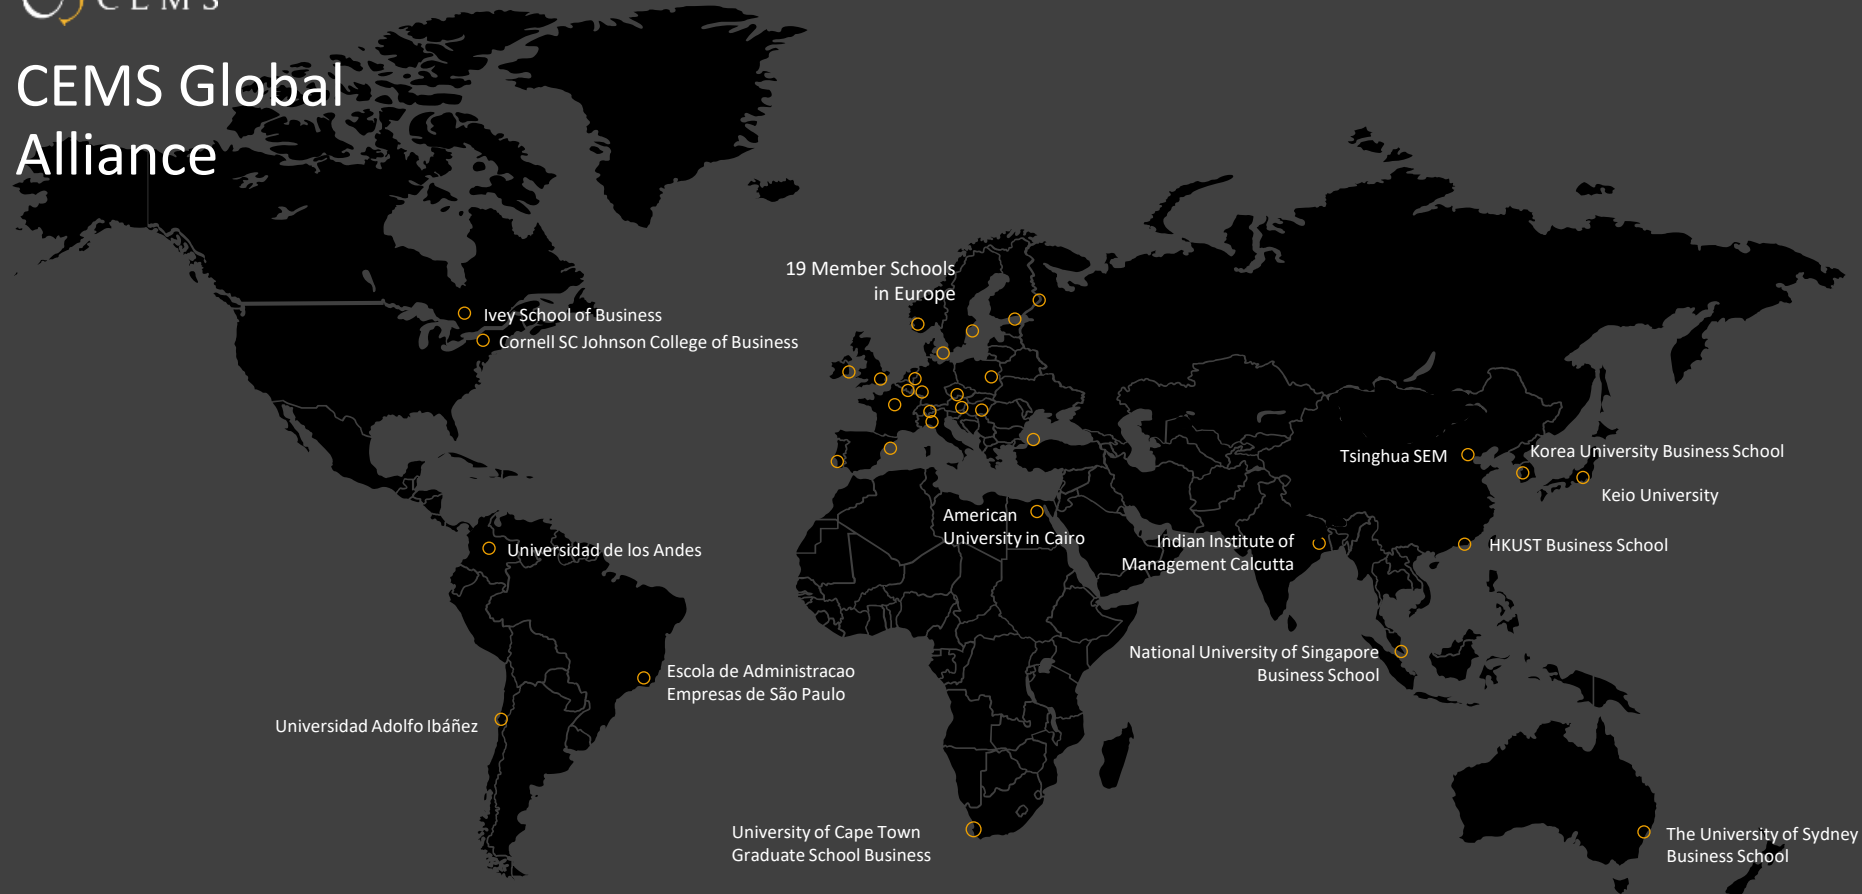 CEMS
CEMS Global
Alliance
19 Member Schools
in Europe
Ivey School of Business
Cornell SC Johnson College of Business
Tsinghua SEM
Korea University Business School
Keio University
American
University in Cairo
Indian Institute of
Management Calcutta
HKUST Business School
Universidad de los Andes
National University of Singapore
Business School
Escola de Administracao
Empresas de São Paulo
Universidad Adolfo Ibáñez
University of Cape Town
Graduate School Business
The University of Sydney
Business School